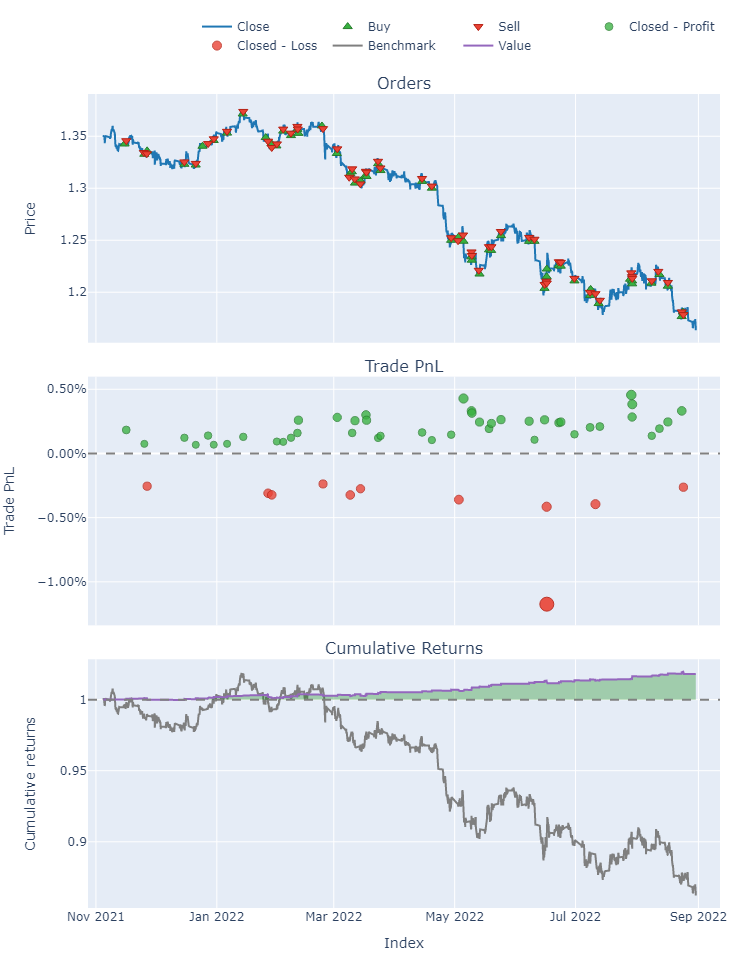 Close Buy Sell Closed - Profit
Closed - Loss Benchmark Value
Orders
1.35
1.3
1.25
1.2
Price
Trade PnL
0.50%
0.00%
−0.50%
−1.00%
Trade PnL
Cumulative Returns
1
0.95
0.9
Cumulative returns
Nov 2021 Jan 2022 Mar 2022 May 2022 Jul 2022 Sep 2022
Index